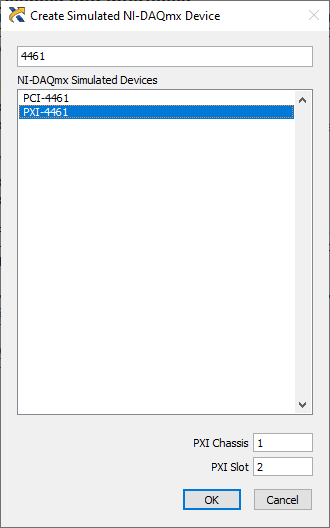 Create Simulated NI-DAQmx Device
4461
NI-DAQmx Simulated Devices
PCI-4461
PXI-4461
PXI Chassis 1
PXI Slot 2
OK Cancel